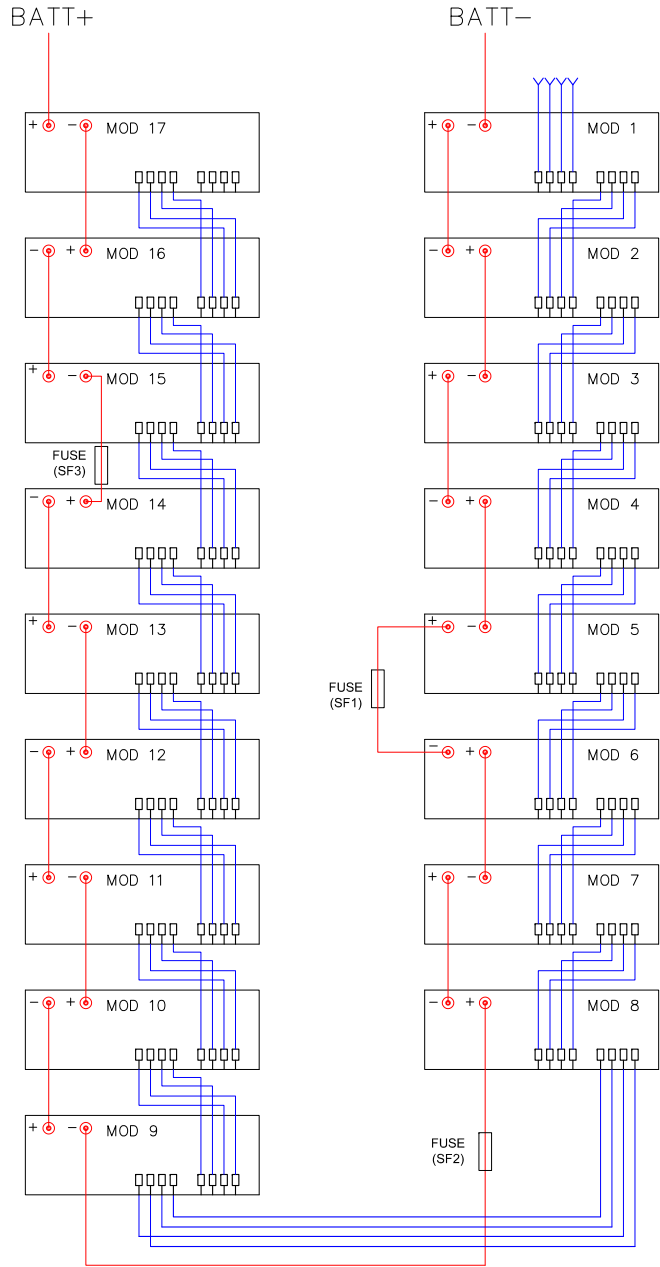 BATT+
BATT−
+ − MOD 17
+ − MOD 1
− + MOD 16
− + MOD 2
+ − MOD 15
+ − MOD 3
FUSE
(SF3)
− + MOD 14
− + MOD 4
+ − MOD 13
+ − MOD 5
FUSE
(SF1)
− + MOD 12
− + MOD 6
+ − MOD 11
+ − MOD 7
− + MOD 10
− + MOD 8
+ − MOD 9
FUSE
(SF2)